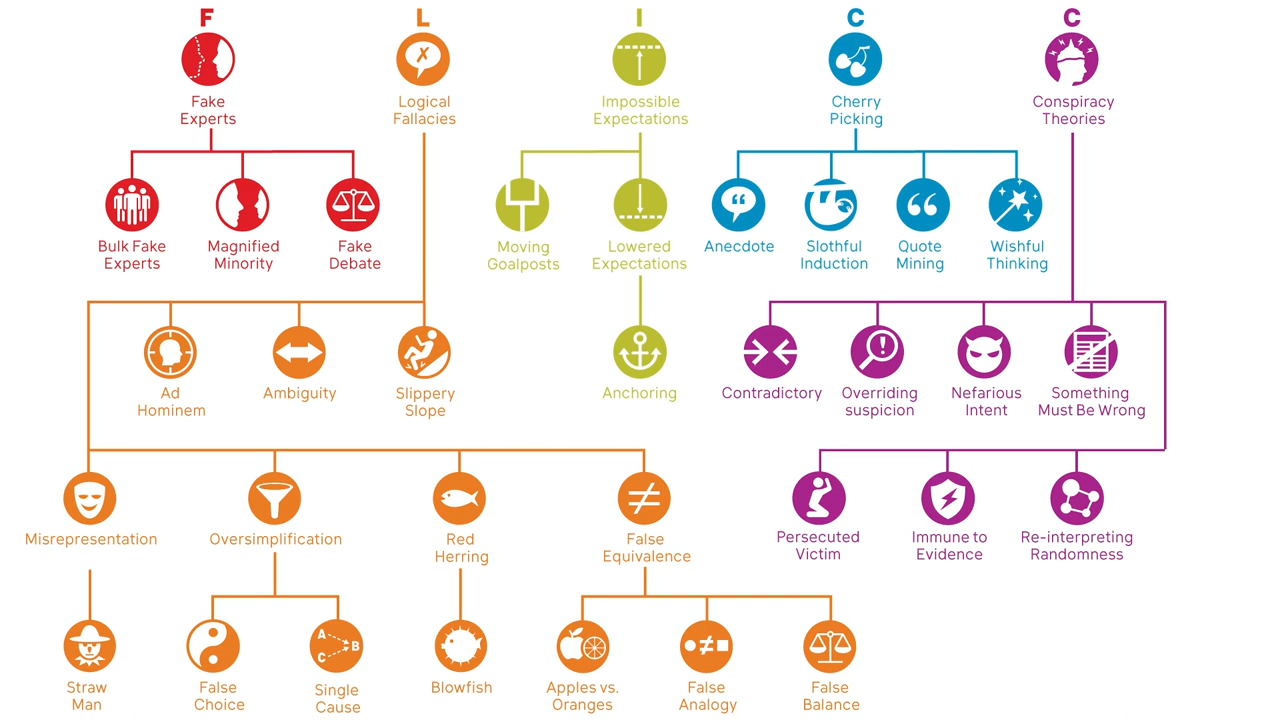 F
L
I
C
C
Fake
Experts
Logical
Fallacies
Impossible
Expectations
Cherry
Picking
Conspiracy
Theories
Bulk Fake
Experts
Magnified
Minority
Fake
Debate
Moving
Goalposts
Lowered
Expectations
Anecdote
Slothful
Induction
Quote
Mining
Wishful
Thinking
Ad
Hominem
Ambiguity
Slippery
Slope
Anchoring
Contradictory
Overriding
suspicion
Nefarious
Intent
Something
Must Be Wrong
Misrepresentation
Oversimplification
Red
Herring
False
Equivalence
Persecuted
Victim
Immune to
Evidence
Re-interpreting
Randomness
A
B
C
Straw
Man
False
Choice
Single
Cause
Blowfish
Apples vs.
Oranges
False
Analogy
False
Balance